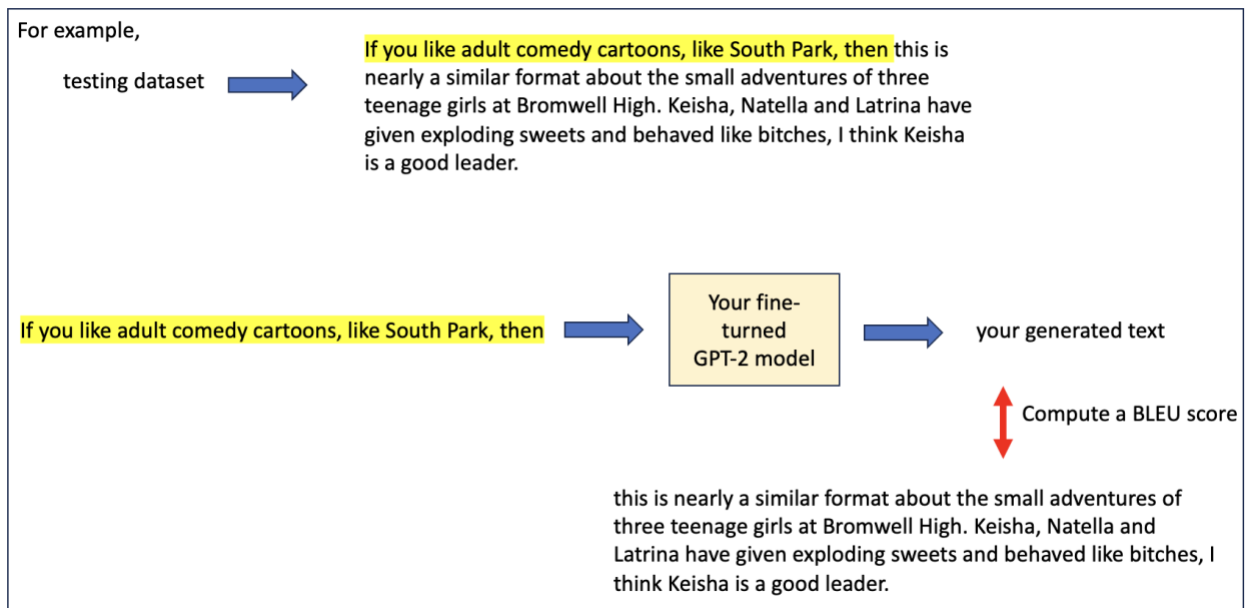 For example,
testing dataset
If you like adult comedy cartoons, like South Park, then this is
nearly a similar format about the small adventures of three
teenage girls at Bromwell High. Keisha, Natella and Latrina have
given exploding sweets and behaved like bitches, I think Keisha
is a good leader.
If you like adult comedy cartoons, like South Park, then
Your fine-
turned
GPT-2 model
your generated text
Compute a BLEU score
this is nearly a similar format about the small adventures of
three teenage girls at Bromwell High. Keisha, Natella and
Latrina have given exploding sweets and behaved like bitches, I
think Keisha is a good leader.